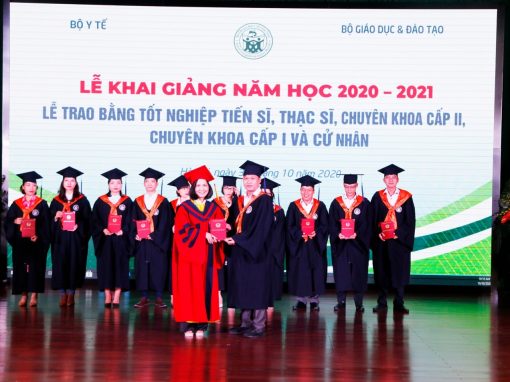 BỘ Y TẾ
BỘ GIÁO DỤC & ĐÀO TẠO
LỄ KHAI GIẢNG NĂM HỌC 2020 – 2021
LỄ TRAO BẰNG TỐT NGHIỆP TIẾN SĨ, THẠC SĨ, CHUYÊN KHOA CẤP II,
CHUYÊN KHOA CẤP I VÀ CỬ NHÂN
ngày 10 năm 2020